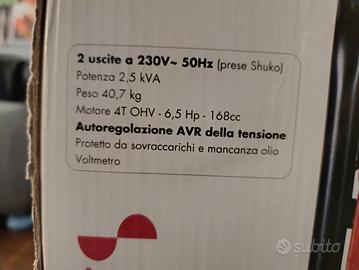 2 uscite a 230V~ 50Hz (prese Shuko)
Potenza 2,5 kVA
Peso 40,7 kg
Motore 4T OHV - 6,5 Hp - 168cc
Autoregolazione AVR della tensione
Protetto da sovraccarichi e mancanza olio
Voltmetro
subito